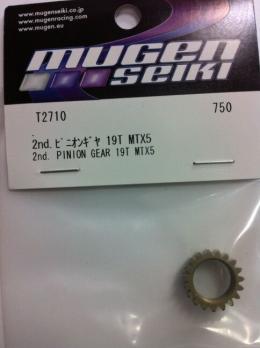 www.mugenseiki.co.jp
www.mugenracing.com
www.mugen.eu
MUGEN
SEIKI
T2710 750
2nd.ピニオンギヤ 19T MTX5
2nd. PINION GEAR 19T MTX5